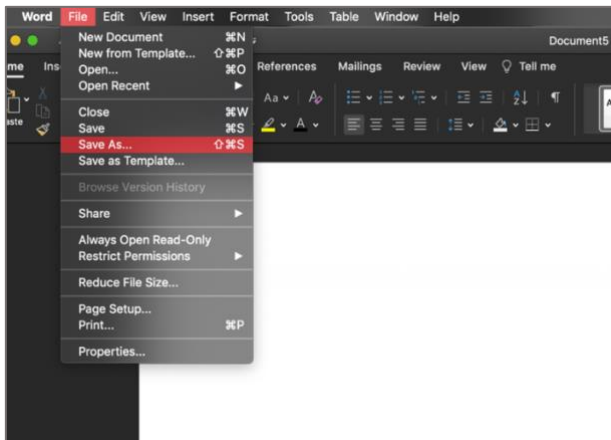 Word File Edit View Insert Format Tools Table Window Help
Document5
New Document ⌘N
New from Template... ⇧⌘P
Open... ⌘O
Open Recent ▶
Close ⌘W
Save ⌘S
Save As... ⇧⌘S
Save as Template...
Browse Version History
Share ▶
Always Open Read-Only
Restrict Permissions ▶
Reduce File Size...
Page Setup...
Print... ⌘P
Properties...
me Ins
References Mailings Review View Tell me
aste
Aa A
A